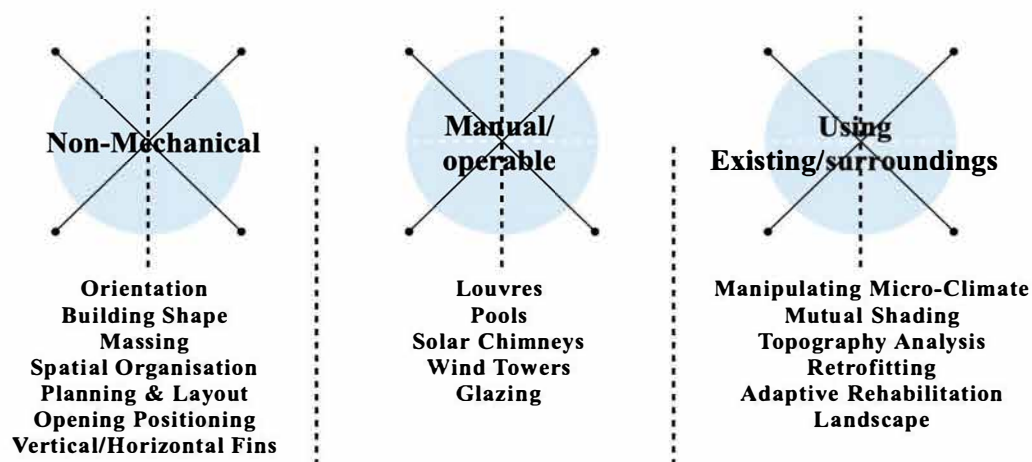 Non-Mechanical
Orientation
Building Shape
Massing
Spatial Organisation
Planning & Layout
Opening Positioning
Vertical/Horizontal Fins
Manual/
operable
Louvres
Pools
Solar Chimneys
Wind Towers
Glazing
Using
Existing/surroundings
Manipulating Micro-Climate
Mutual Shading
Topography Analysis
Retrofitting
Adaptive Rehabilitation
Landscape